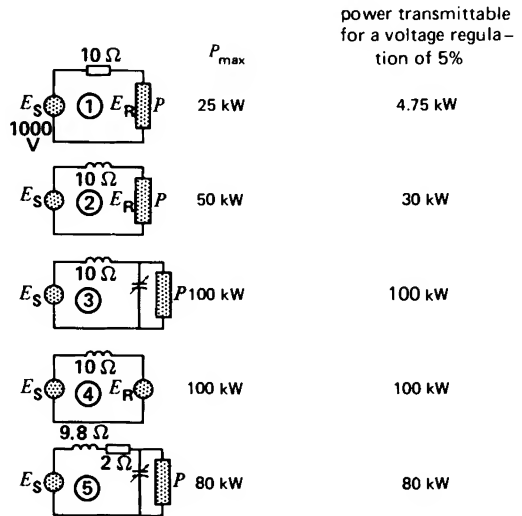 power transmittable
for a voltage regula-
tion of 5%
P max
10 Ω
E S 1 E R P 25 kW 4.75 kW
1000
V
10 Ω
E S 2 E R P 50 kW 30 kW
10 Ω
E S 3 P 100 kW 100 kW
10 Ω
E S 4 E R 100 kW 100 kW
9.8 Ω
2 Ω
E S 5 P 80 kW 80 kW